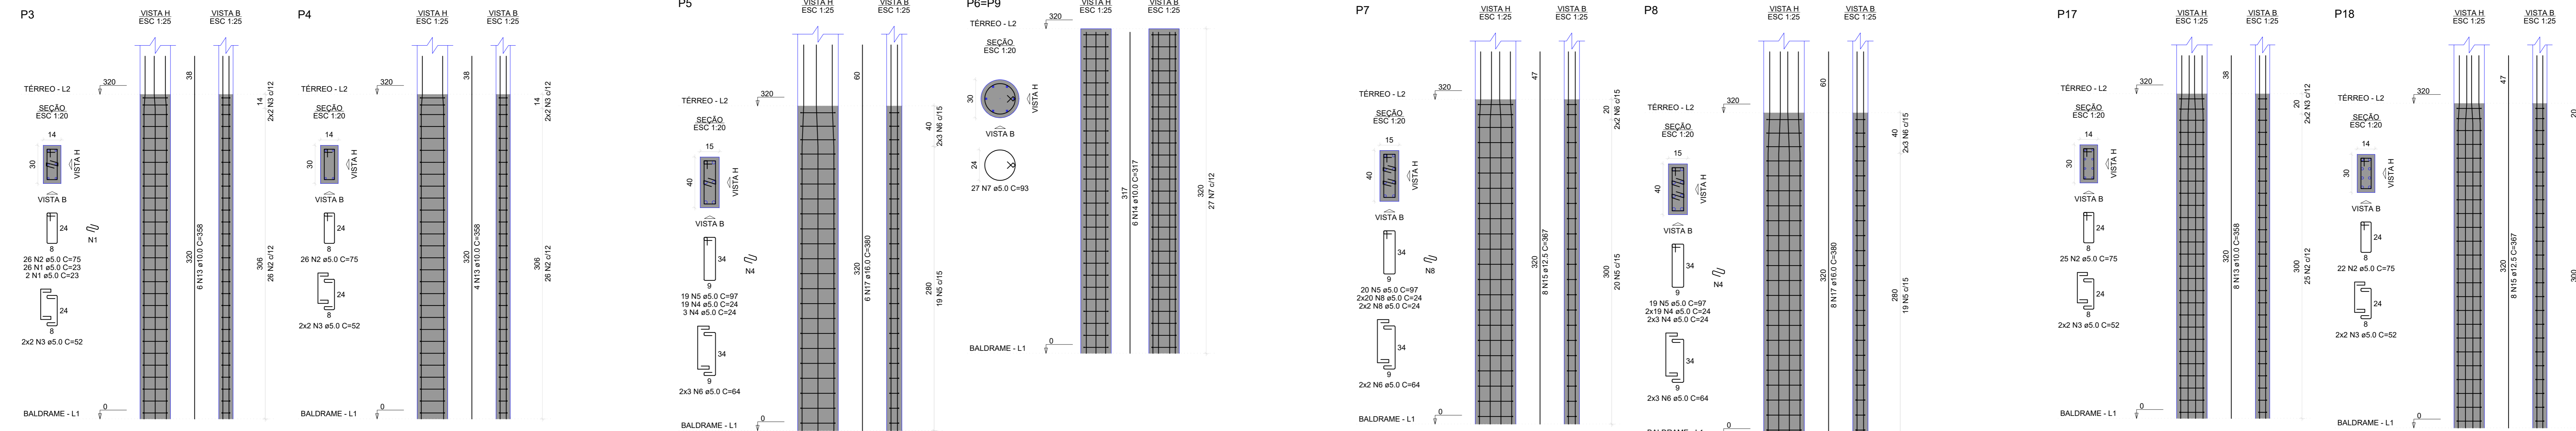 P3
VISTA H
ESC 1:25
VISTA B
ESC 1:25
TÉRREO - L2
320
SEÇÃO
ESC 1:20
14
30
VISTA H
VISTA B
24
8
N1
26 N2 ø5.0 C=75
26 N1 ø5.0 C=23
2 N1 ø5.0 C=23
24
8
2x2 N3 ø5.0 C=52
BALDRAME - L1
0
38
320
6 N13 ø10.0 C=358
14
2x2 N3 c/12
306
26 N2 c/12
P4
VISTA H
ESC 1:25
VISTA B
ESC 1:25
TÉRREO - L2
320
SEÇÃO
ESC 1:20
14
30
VISTA H
VISTA B
24
8
26 N2 ø5.0 C=75
24
8
2x2 N3 ø5.0 C=52
BALDRAME - L1
0
38
320
4 N13 ø10.0 C=358
14
2x2 N3 c/12
306
26 N2 c/12
P5
VISTA H
ESC 1:25
VISTA B
ESC 1:25
TÉRREO - L2
320
SEÇÃO
ESC 1:20
15
40
VISTA H
VISTA B
34
9
N4
19 N5 ø5.0 C=97
19 N4 ø5.0 C=24
3 N4 ø5.0 C=24
34
9
2x3 N6 ø5.0 C=64
BALDRAME - L1
0
60
320
6 N17 ø16.0 C=380
40
2x3 N6 c/15
280
19 N5 c/15
P6=P9
VISTA H
ESC 1:25
VISTA B
ESC 1:25
TÉRREO - L2
320
SEÇÃO
ESC 1:20
30
VISTA H
VISTA B
24
27 N7 ø5.0 C=93
BALDRAME - L1
0
317
6 N14 ø10.0 C=317
320
27 N7 c/12
P7
VISTA H
ESC 1:25
VISTA B
ESC 1:25
TÉRREO - L2
320
SEÇÃO
ESC 1:20
15
40
VISTA H
VISTA B
34
9
N8
20 N5 ø5.0 C=97
2x20 N8 ø5.0 C=24
2x2 N8 ø5.0 C=24
34
9
2x2 N6 ø5.0 C=64
BALDRAME - L1
0
47
320
8 N15 ø12.5 C=367
20
2x2 N6 c/15
300
20 N5 c/15
P8
VISTA H
ESC 1:25
VISTA B
ESC 1:25
TÉRREO - L2
320
SEÇÃO
ESC 1:20
15
40
VISTA H
VISTA B
34
9
N4
19 N5 ø5.0 C=97
2x19 N4 ø5.0 C=24
2x3 N4 ø5.0 C=24
34
9
2x3 N6 ø5.0 C=64
BALDRAME - L1
0
60
320
8 N17 ø16.0 C=380
40
2x3 N6 c/15
280
19 N5 c/15
P17
VISTA H
ESC 1:25
VISTA B
ESC 1:25
TÉRREO - L2
320
SEÇÃO
ESC 1:20
14
30
VISTA H
VISTA B
24
8
25 N2 ø5.0 C=75
24
8
2x2 N3 ø5.0 C=52
BALDRAME - L1
0
38
320
8 N13 ø10.0 C=358
20
2x2 N3 c/12
300
25 N2 c/12
P18
VISTA H
ESC 1:25
VISTA B
ESC 1:25
TÉRREO - L2
320
SEÇÃO
ESC 1:20
14
30
VISTA H
VISTA B
24
8
22 N2 ø5.0 C=75
24
8
2x2 N3 ø5.0 C=52
BALDRAME - L1
0
47
320
8 N15 ø12.5 C=367
20
300